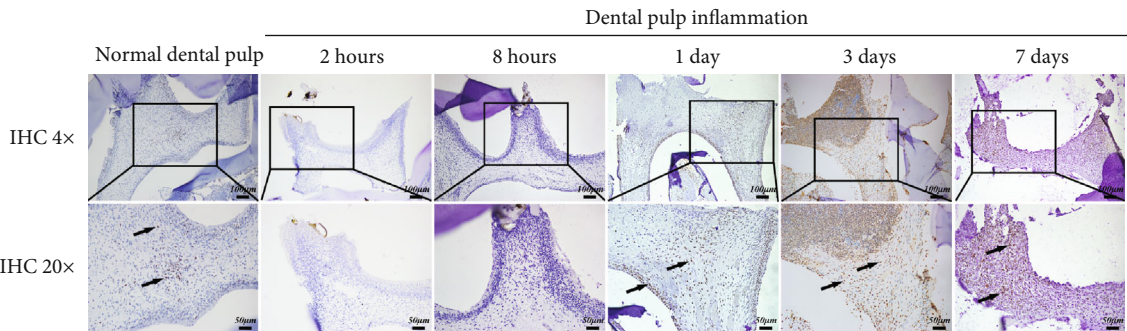 Dental pulp inflammation
Normal dental pulp 2 hours 8 hours 1 day 3 days 7 days
IHC 4×
100μm 100μm 100μm 100μm 100μm 100μm
IHC 20×
50μm 50μm 50μm 50μm 50μm 50μm